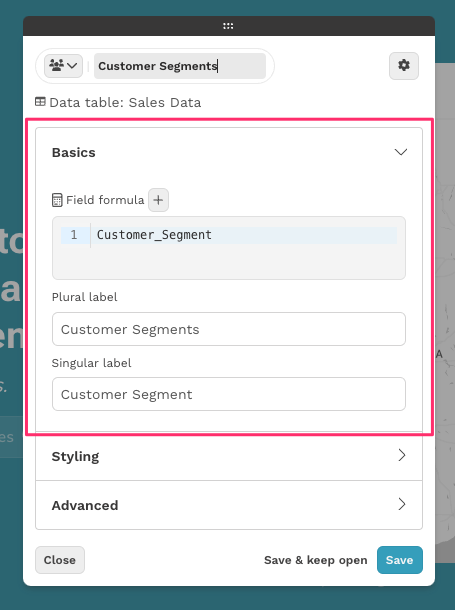 Customer Segments
Data table: Sales Data
Basics
Field formula
1 Customer_Segment
Plural label
Customer Segments
Singular label
Customer Segment
Styling
Advanced
Close
Save & keep open
Save
A